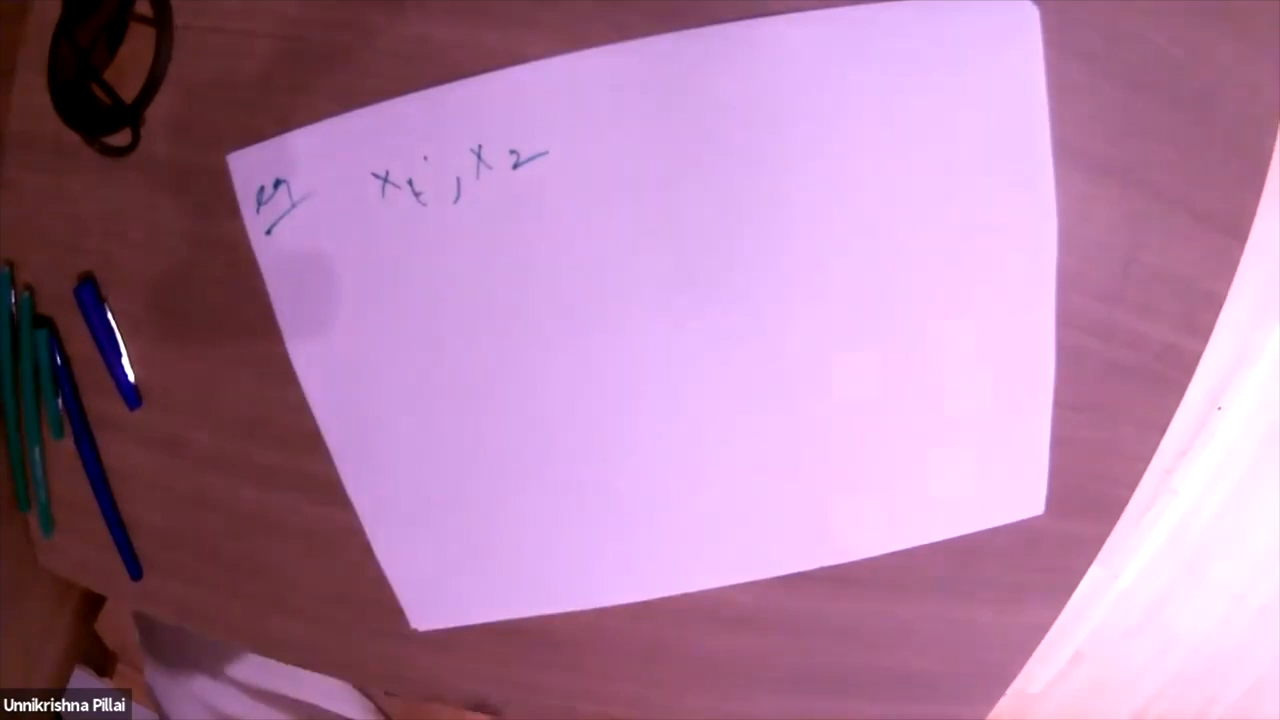 eg x₁, x₂
Unnikrishna Pillai